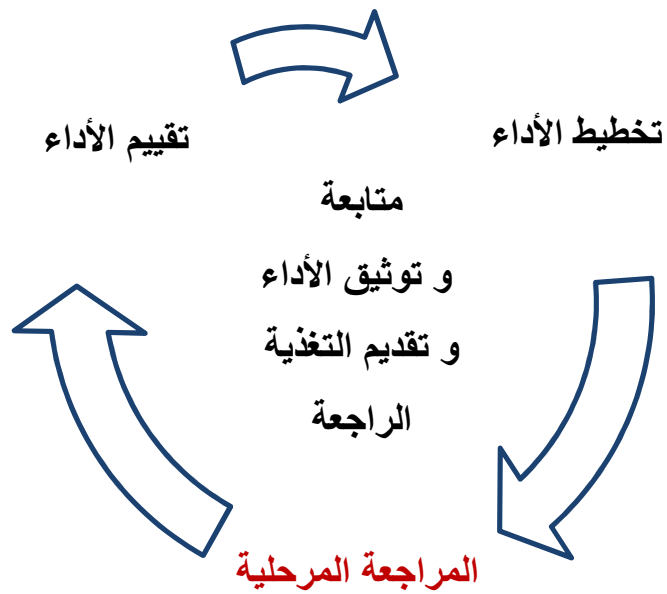 تخطيط الأداء
تقييم الأداء
متابعة
و توثيق الأداء
و تقديم التغذية
الراجعة
المراجعة المرحلية